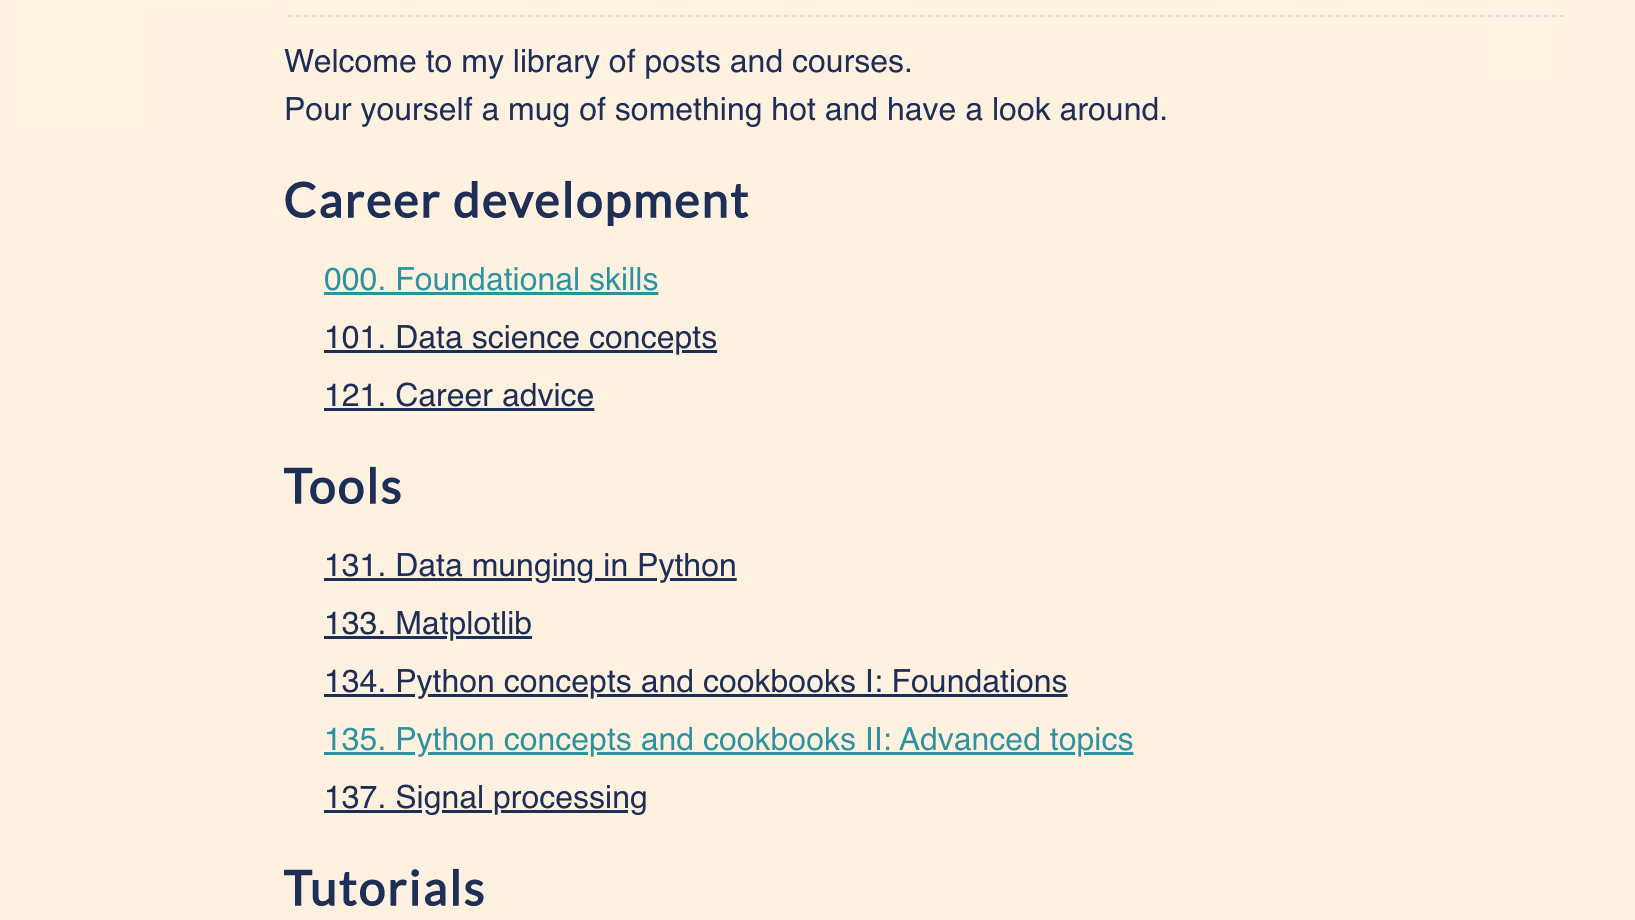 Welcome to my library of posts and courses.
Pour yourself a mug of something hot and have a look around.
Career development
000. Foundational skills
101. Data science concepts
121. Career advice
Tools
131. Data munging in Python
133. Matplotlib
134. Python concepts and cookbooks I: Foundations
135. Python concepts and cookbooks II: Advanced topics
137. Signal processing
Tutorials